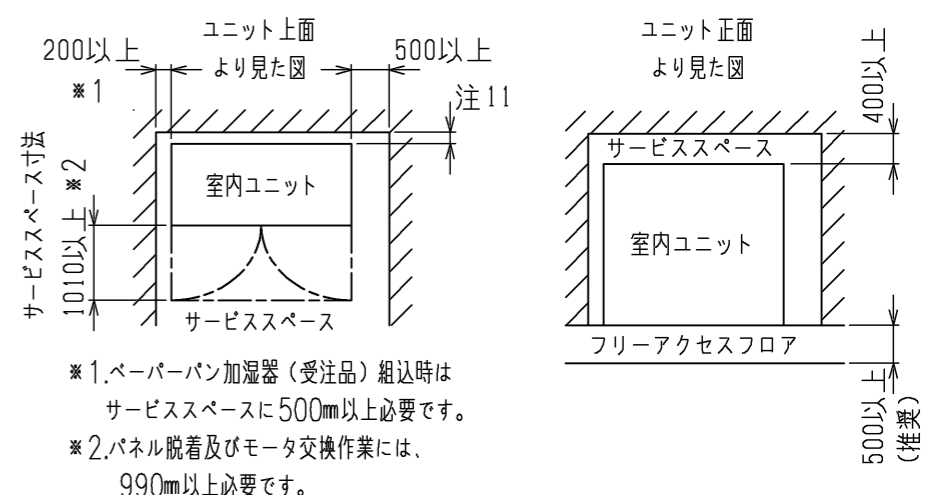 ユニット上面
より見た図
200以上
※1
500以上
注11
サービススペース寸法
1010以上 ※2
室内ユニット
サービススペース
※1.ペーパーパン加湿器(受注品)組込時は
サービススペースに500mm以上必要です。
※2.パネル脱着及びモータ交換作業には、
990mm以上必要です。
ユニット正面
より見た図
400以上
サービススペース
室内ユニット
フリーアクセスフロア
500以上
(推奨)